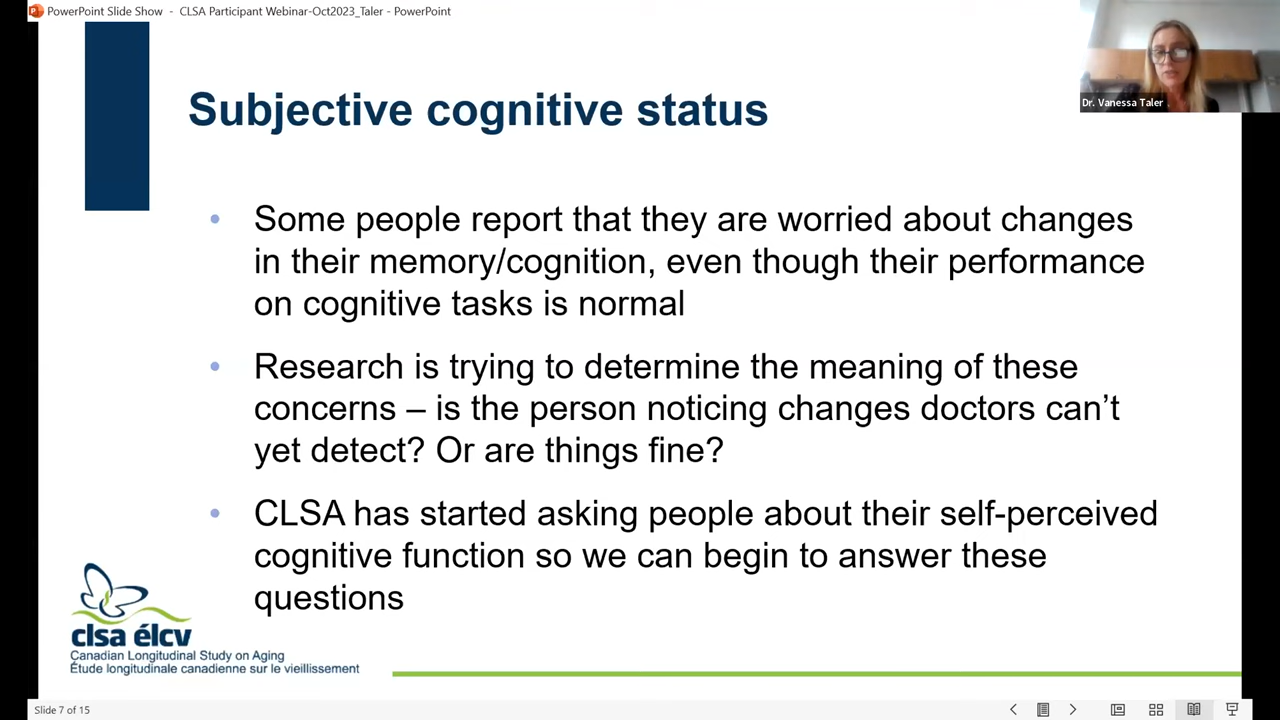 PowerPoint Slide Show - CLSA Participant Webinar-Oct2023_Taler - PowerPoint
Dr. Vanessa Taler
Subjective cognitive status
• Some people report that they are worried about changes
in their memory/cognition, even though their performance
on cognitive tasks is normal
• Research is trying to determine the meaning of these
concerns – is the person noticing changes doctors can’t
yet detect? Or are things fine?
• CLSA has started asking people about their self-perceived
cognitive function so we can begin to answer these
questions
clsa élcv
Canadian Longitudinal Study on Aging
Étude longitudinale canadienne sur le vieillissement
Slide 7 of 15